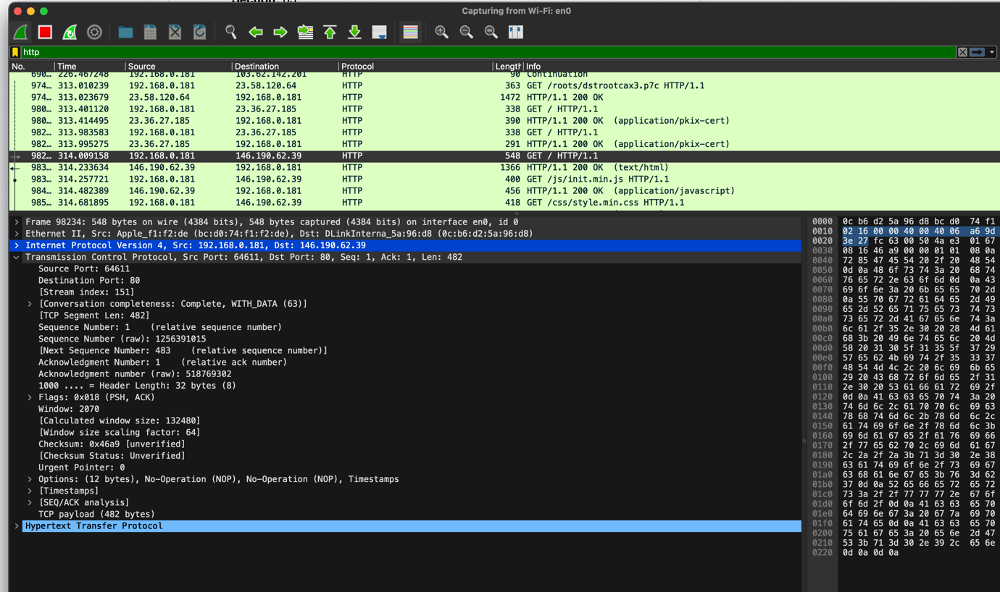 Capturing from Wi-Fi: en0
http
No. Time Source Destination Protocol Length Info
690… 226.467248 192.168.0.181 103.62.142.201 HTTP 90 Continuation
974… 313.010239 192.168.0.181 23.58.120.64 HTTP 363 GET /roots/dstrootcax3.p7c HTTP/1.1
974… 313.023679 23.58.120.64 192.168.0.181 HTTP 1472 HTTP/1.1 200 OK
980… 313.401120 192.168.0.181 23.36.27.185 HTTP 338 GET / HTTP/1.1
980… 313.414495 23.36.27.185 192.168.0.181 HTTP 390 HTTP/1.1 200 OK (application/pkix-cert)
982… 313.983583 192.168.0.181 23.36.27.185 HTTP 338 GET / HTTP/1.1
982… 313.995275 23.36.27.185 192.168.0.181 HTTP 291 HTTP/1.1 200 OK (application/pkix-cert)
982… 314.009158 192.168.0.181 146.190.62.39 HTTP 548 GET / HTTP/1.1
983… 314.233634 146.190.62.39 192.168.0.181 HTTP 1366 HTTP/1.1 200 OK (text/html)
983… 314.257721 192.168.0.181 146.190.62.39 HTTP 400 GET /js/init.min.js HTTP/1.1
984… 314.482389 146.190.62.39 192.168.0.181 HTTP 456 HTTP/1.1 200 OK (application/javascript)
985… 314.681895 192.168.0.181 146.190.62.39 HTTP 418 GET /css/style.min.css HTTP/1.1
Frame 98234: 548 bytes on wire (4384 bits), 548 bytes captured (4384 bits) on interface en0, id 0
Ethernet II, Src: Apple_f1:f2:de (bc:d0:74:f1:f2:de), Dst: DLinkInterna_5a:96:d8 (0c:b6:d2:5a:96:d8)
Internet Protocol Version 4, Src: 192.168.0.181, Dst: 146.190.62.39
Transmission Control Protocol, Src Port: 64611, Dst Port: 80, Seq: 1, Ack: 1, Len: 482
Source Port: 64611
Destination Port: 80
[Stream index: 151]
[Conversation completeness: Complete, WITH_DATA (63)]
[TCP Segment Len: 482]
Sequence Number: 1 (relative sequence number)
Sequence Number (raw): 1256391015
[Next Sequence Number: 483 (relative sequence number)]
Acknowledgment Number: 1 (relative ack number)
Acknowledgment number (raw): 518769302
1000 .... = Header Length: 32 bytes (8)
Flags: 0x018 (PSH, ACK)
Window: 2070
[Calculated window size: 132480]
[Window size scaling factor: 64]
Checksum: 0x46a9 [unverified]
[Checksum Status: Unverified]
Urgent Pointer: 0
Options: (12 bytes), No-Operation (NOP), No-Operation (NOP), Timestamps
[Timestamps]
[SEQ/ACK analysis]
TCP payload (482 bytes)
Hypertext Transfer Protocol
0000 0c b6 d2 5a 96 d8 bc d0 74 f1
0010 02 16 00 00 40 00 40 06 a6 9d
0020 3e 27 fc 63 00 50 4a e3 01 67
0030 08 16 46 a9 00 00 01 01 08 0a
0040 72 85 47 45 54 20 2f 20 48 54
0050 0d 0a 48 6f 73 74 3a 20 68 74
0060 76 65 72 2e 63 6f 6d 0d 0a 43
0070 69 6f 6e 3a 20 6b 65 65 70 2d
0080 0a 55 70 67 72 61 64 65 2d 49
0090 65 2d 52 65 71 75 65 73 74 73
00a0 73 65 72 2d 41 67 65 6e 74 3a
00b0 6c 61 2f 35 2e 30 20 28 4d 61
00c0 68 3b 20 49 6e 74 65 6c 20 4d
00d0 58 20 31 30 5f 31 35 5f 37 29
00e0 57 65 62 4b 69 74 2f 35 33 37
00f0 48 54 4d 4c 2c 20 6c 69 6b 65
0100 29 20 43 68 72 6f 6d 65 2f 31
0110 2e 30 20 53 61 66 61 72 69 2f
0120 0d 0a 41 63 63 65 70 74 3a 20
0130 74 6d 6c 2c 61 70 70 6c 69 63
0140 78 68 74 6d 6c 2b 78 6d 6c 2c
0150 61 74 69 6f 6e 2f 78 6d 6c 3b
0160 69 6d 61 67 65 2f 61 76 69 66
0170 2f 77 65 62 70 2c 69 6d 61 67
0180 2c 2a 2f 2a 3b 71 3d 30 2e 38
0190 63 61 74 69 6f 6e 2f 73 69 67
01a0 63 68 61 6e 67 65 3b 76 3d 62
01b0 37 0d 0a 52 65 66 65 72 65 72
01c0 73 3a 2f 2f 77 77 77 2e 67 6f
01d0 6f 6d 2f 0d 0a 41 63 63 65 70
01e0 64 69 6e 67 3a 20 67 7a 69 70
01f0 61 74 65 0d 0a 41 63 63 65 70
0200 75 61 67 65 3a 20 65 6e 2d 47
0210 53 3b 71 3d 30 2e 39 2c 65 6e
0220 0d 0a 0d 0a